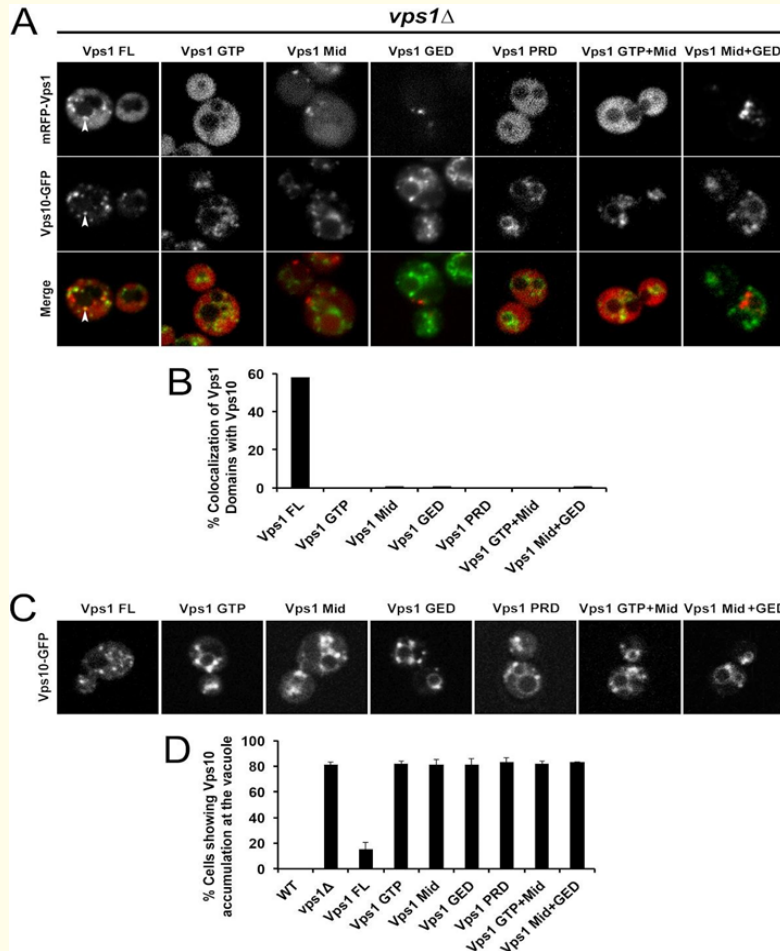 A
vps1Δ
Vps1 FL Vps1 GTP Vps1 Mid Vps1 GED Vps1 PRD Vps1 GTP+Mid Vps1 Mid+GED
mRFP-Vps1
Vps10-GFP
Merge
B
% Colocalization of Vps1
Domains with Vps10
60
40
20
0
Vps1 FL
Vps1 GTP
Vps1 Mid
Vps1 GED
Vps1 PRD
Vps1 GTP+Mid
Vps1 Mid+GED
C
Vps1 FL Vps1 GTP Vps1 Mid Vps1 GED Vps1 PRD Vps1 GTP+Mid Vps1 Mid +GED
Vps10-GFP
D
% Cells showing Vps10
accumulation at the vacuole
100
80
60
40
20
0
WT
vps1Δ
Vps1 FL
Vps1 GTP
Vps1 Mid
Vps1 GED
Vps1 PRD
Vps1 GTP+Mid
Vps1 Mid+GED